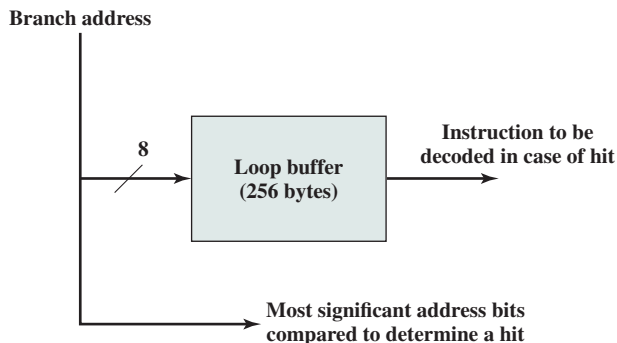 Branch address
8
Loop buffer
(256 bytes)
Instruction to be
decoded in case of hit
Most significant address bits
compared to determine a hit